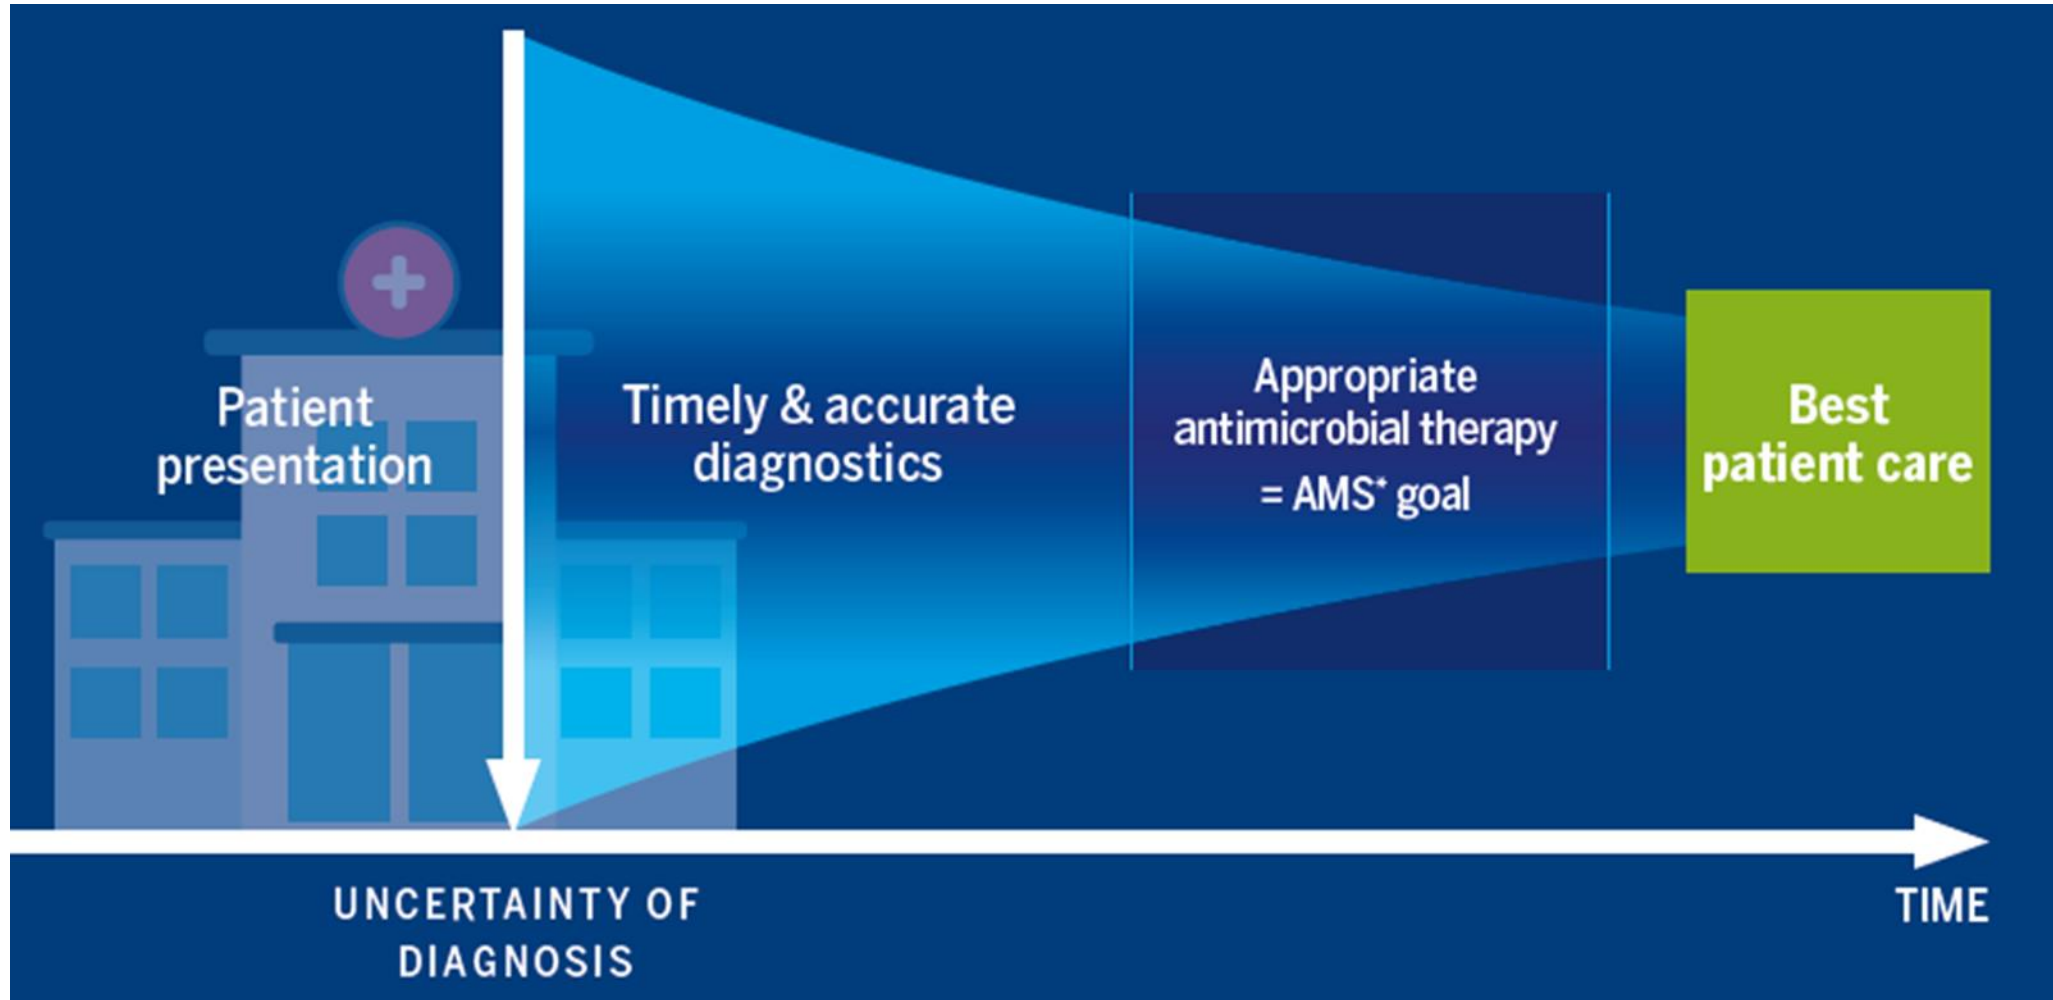 Patient
presentation
Timely & accurate
diagnostics
Appropriate
antimicrobial therapy
= AMS* goal
Best
patient care
UNCERTAINTY OF
DIAGNOSIS
TIME